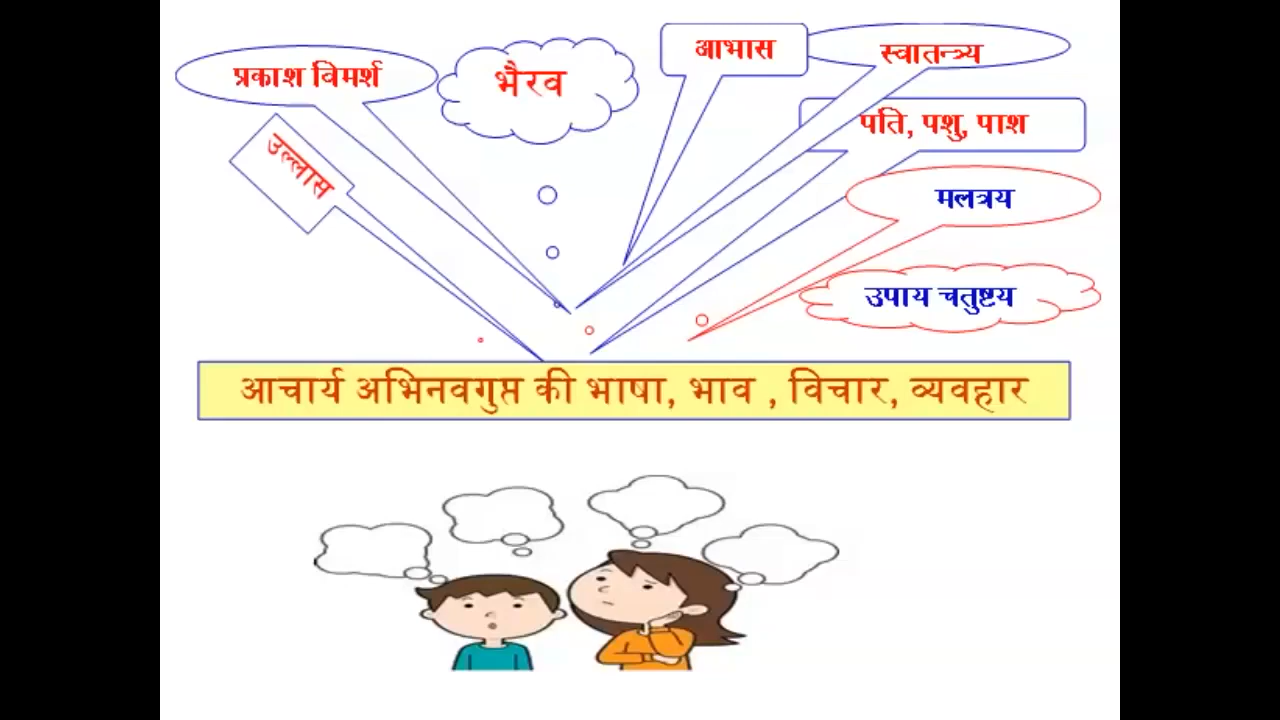 प्रकाश विमर्श
भैरव
आभास
स्वातन्त्र्य
पति, पशु, पाश
उल्लास
मलत्रय
उपाय चतुष्टय
आचार्य अभिनवगुप्त की भाषा, भाव , विचार, व्यवहार